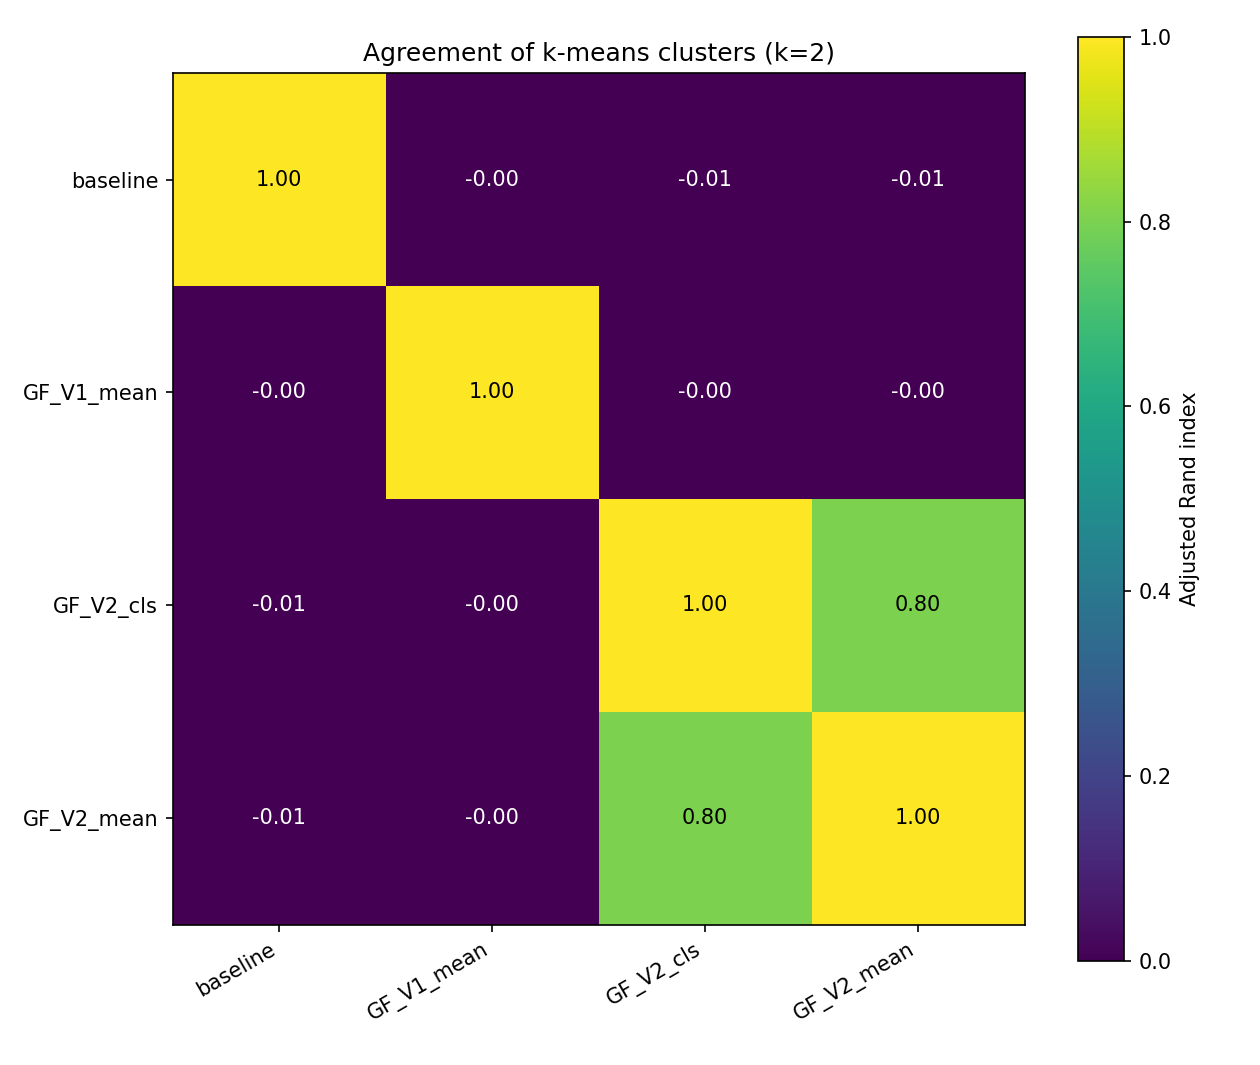 Agreement of k-means clusters (k=2)
baseline
1.00 -0.00 -0.01 -0.01
GF_V1_mean
-0.00 1.00 -0.00 -0.00
GF_V2_cls
-0.01 -0.00 1.00 0.80
GF_V2_mean
-0.01 -0.00 0.80 1.00
baseline
GF_V1_mean
GF_V2_cls
GF_V2_mean
1.0
0.8
0.6
0.4
0.2
0.0
Adjusted Rand index